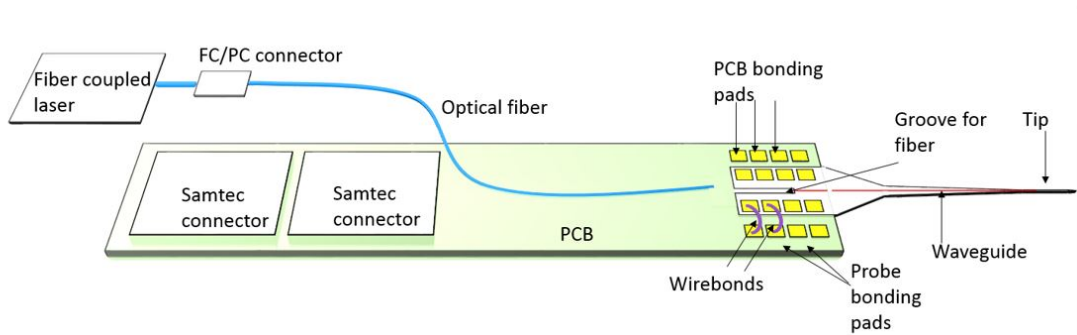 FC/PC connector
Fiber coupled
laser
Optical fiber
PCB bonding
pads
Groove for
fiber
Tip
Samtec
connector
Samtec
connector
PCB
Wirebonds
Waveguide
Probe
bonding
pads